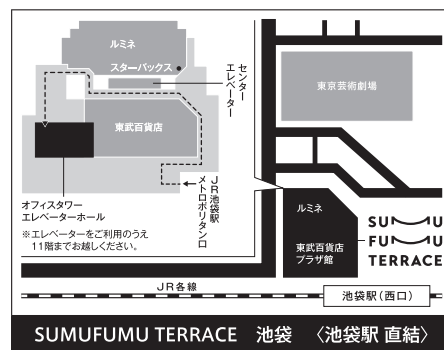 ルミネ
スターバックス
センター
エレベーター
東武百貨店
JR池袋駅
メトロポリタン口
オフィスタワー
エレベーターホール
※エレベーターをご利用のうえ
11階までお越しください。
東京芸術劇場
ルミネ
東武百貨店
プラザ館
SUMU
FUMU
TERRACE
JR各線
池袋駅(西口)
SUMUFUMU TERRACE 池袋 〈池袋駅 直結〉